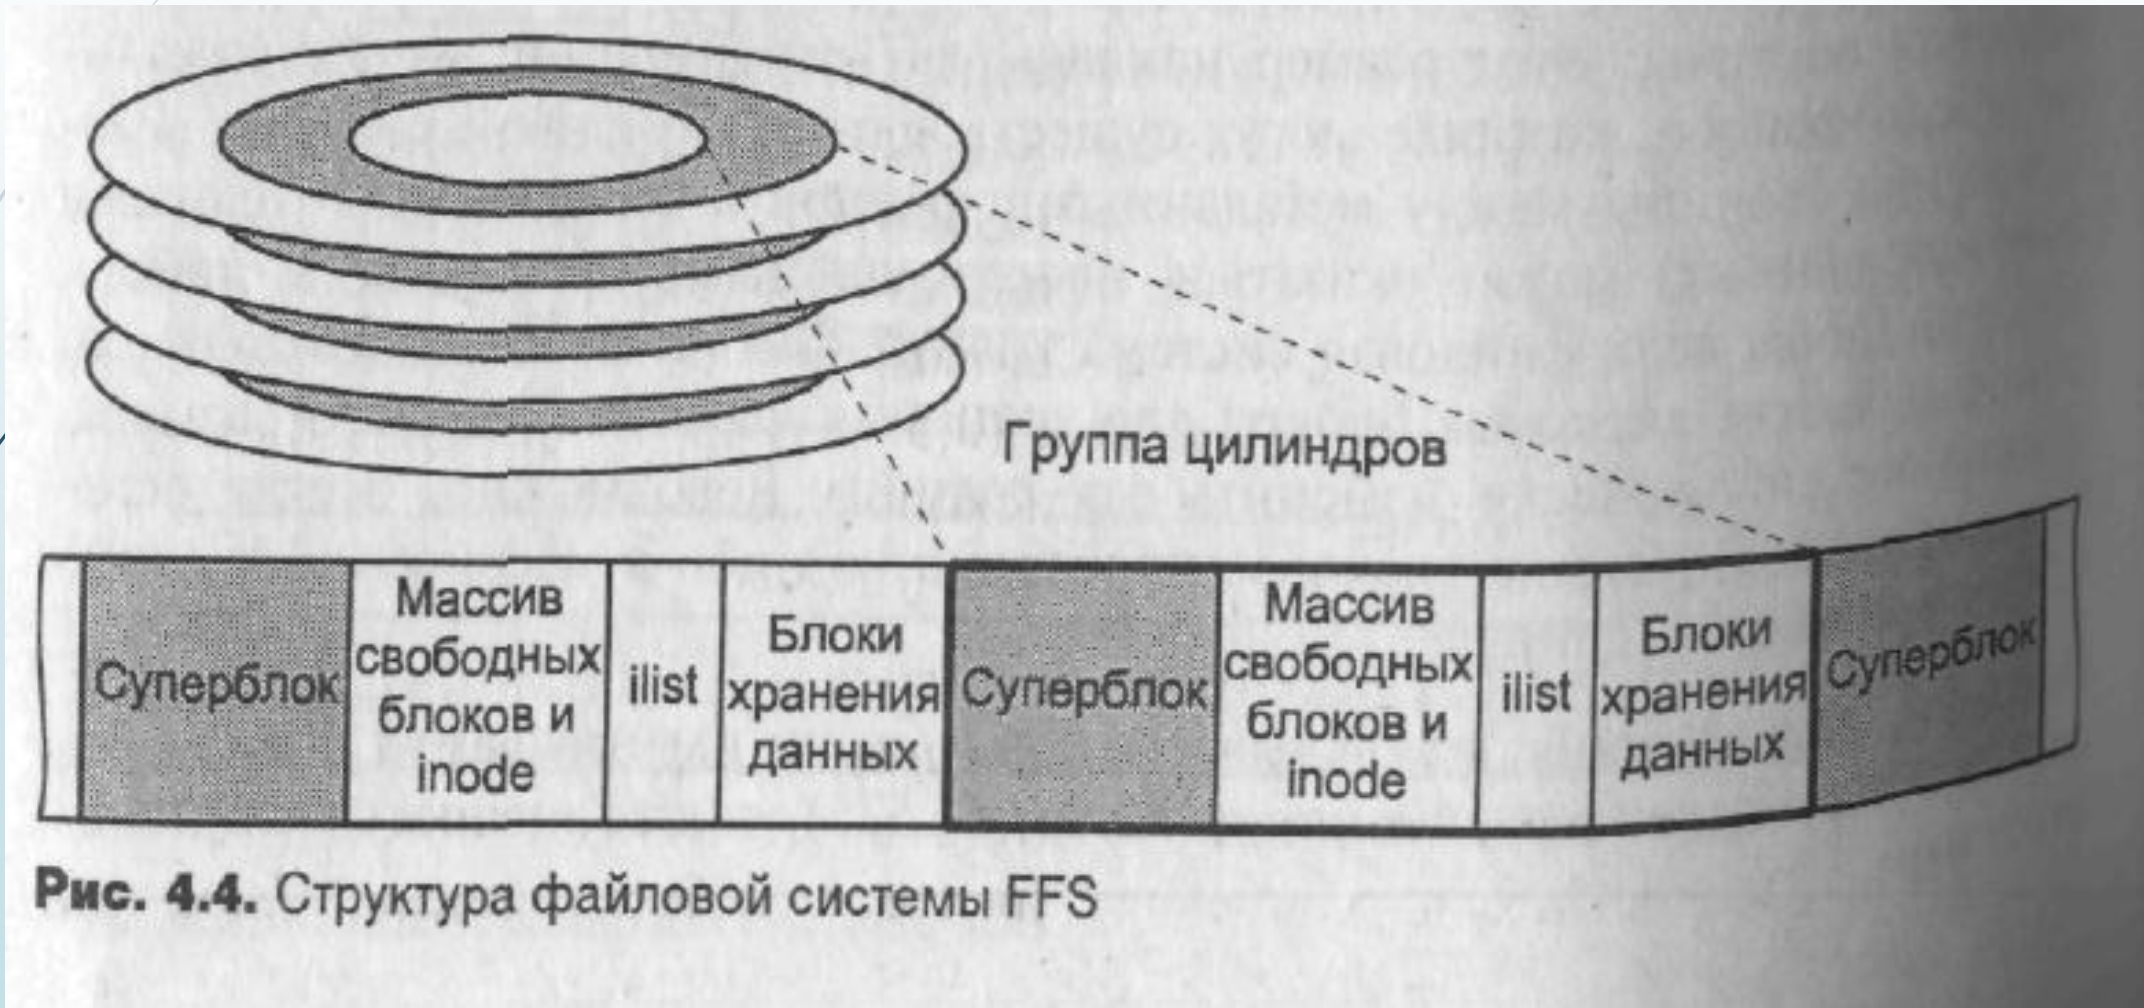 Группа цилиндров
Суперблок
Массив
свободных
блоков и
inode
ilist
Блоки
хранения
данных
Суперблок
Массив
свободных
блоков и
inode
ilist
Блоки
хранения
данных
Суперблок
Рис. 4.4. Структура файловой системы FFS